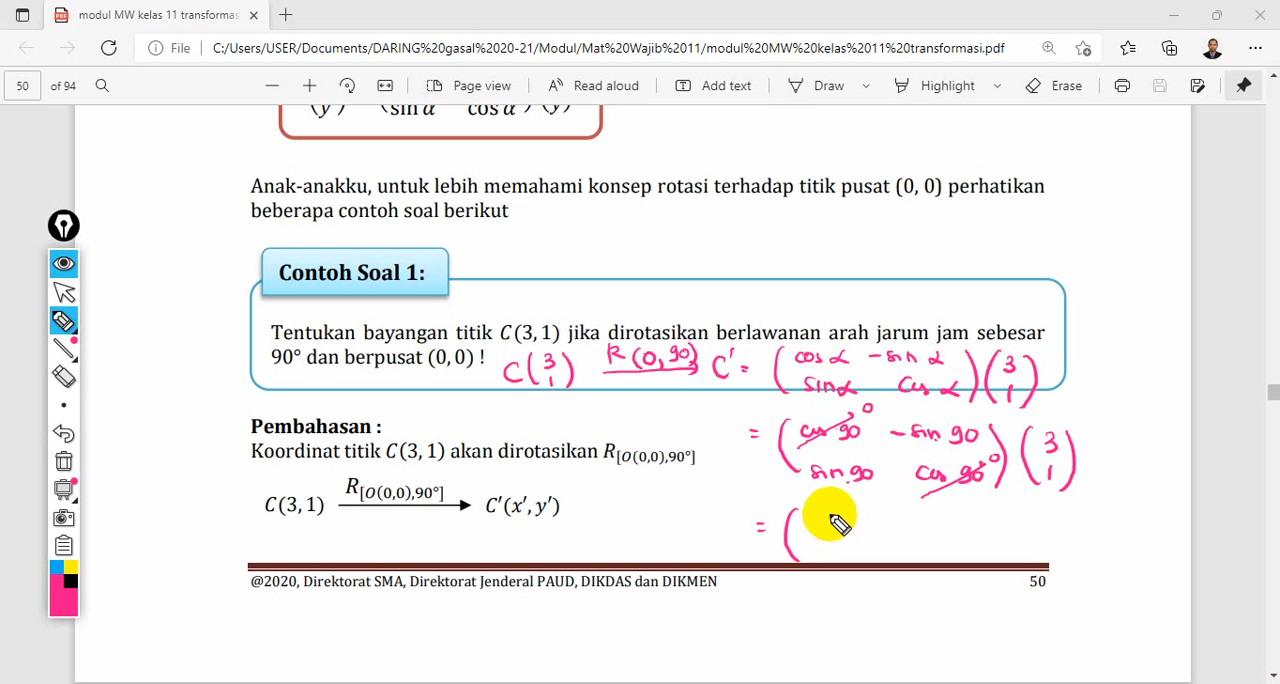 modul MW kelas 11 transformas
File C:/Users/USER/Documents/DARING%20gasal%202020-21/Modul/Mat%20Wajib%2011/modul%20MW%20kelas%2011%20transformasi.pdf
50 of 94 Page view Read aloud Add text Draw Highlight Erase
(y) (sin α cos α) (y)
Anak-anakku, untuk lebih memahami konsep rotasi terhadap titik pusat (0, 0) perhatikan
beberapa contoh soal berikut
Contoh Soal 1:
Tentukan bayangan titik C(3, 1) jika dirotasikan berlawanan arah jarum jam sebesar
90° dan berpusat (0, 0) !
C(3 1) R(0,90) C' = (cos α -sin α sin α cos α)(3 1)
= (cos 90 0 -sin 90 sin 90 cos 90 0)(3 1)
= (
Pembahasan :
Koordinat titik C(3, 1) akan dirotasikan R[O(0,0),90°]
C(3, 1) R[O(0,0),90°] C′(x′, y′)
@2020, Direktorat SMA, Direktorat Jenderal PAUD, DIKDAS dan DIKMEN 50